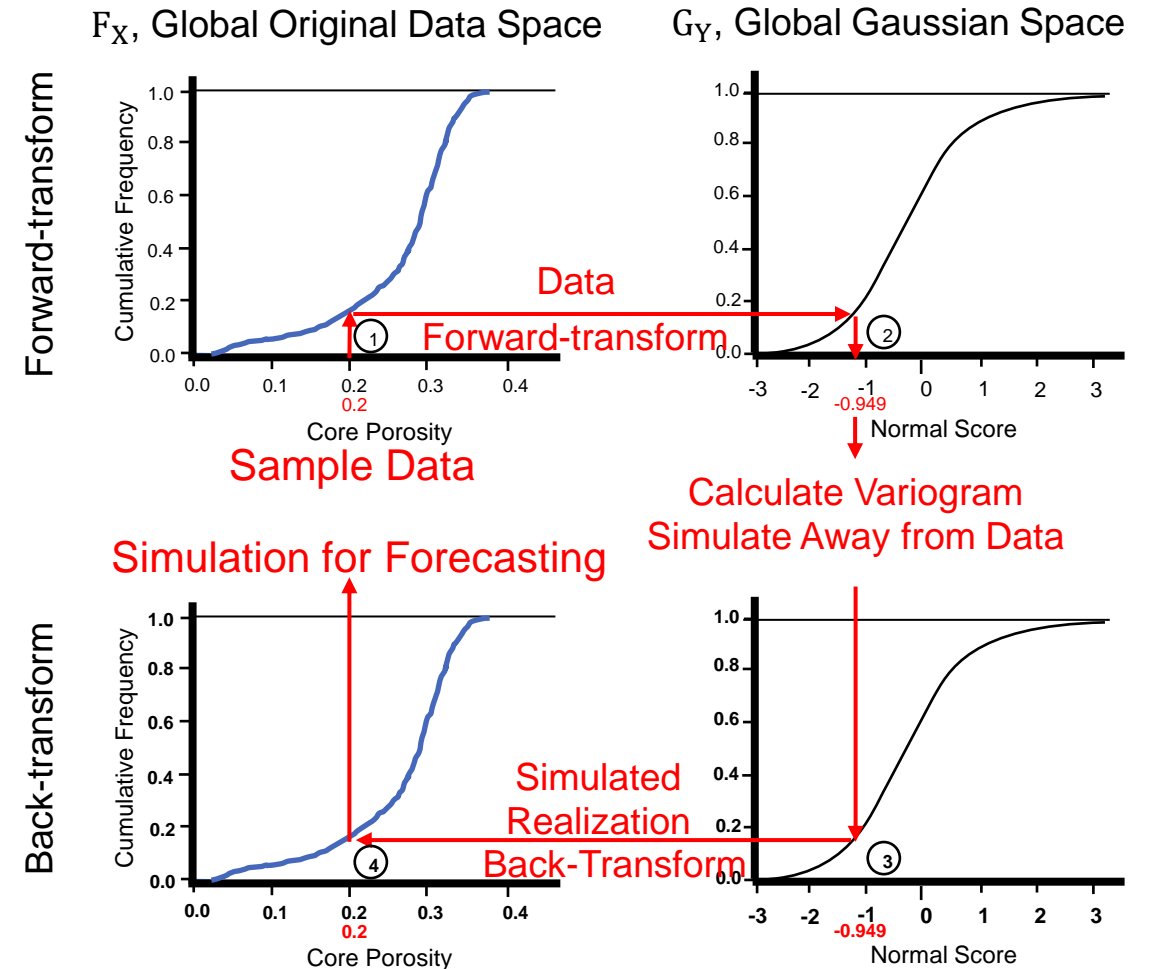 F_X, Global Original Data Space
G_Y, Global Gaussian Space
Forward-transform
Cumulative Frequency
1.0
0.8
0.6
0.4
0.2
0.0
0.0 0.1 0.2 0.3 0.4
0.2
Core Porosity
Sample Data
1
Data
Forward-transform
1.0
0.8
0.6
0.4
0.2
0.0
2
-3 -2 -1 0 1 2 3
-0.949
Normal Score
Calculate Variogram
Simulate Away from Data
Simulation for Forecasting
Back-transform
Cumulative Frequency
1.0
0.8
0.6
0.4
0.2
0.0
4
0.0 0.1 0.2 0.3 0.4
0.2
Core Porosity
Simulated
Realization
Back-Transform
1.0
0.8
0.6
0.4
0.2
0.0
3
-3 -2 -1 0 1 2 3
-0.949
Normal Score